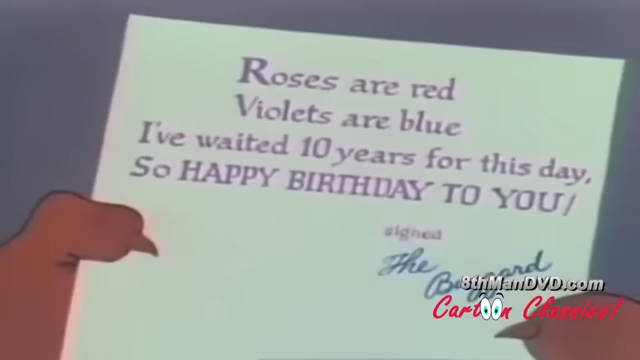 Roses are red
Violets are blue
I've waited 10 years for this day,
So HAPPY BIRTHDAY TO YOU!
signed
The Buzzard
8thManDVD.com
Cartoon Classics!